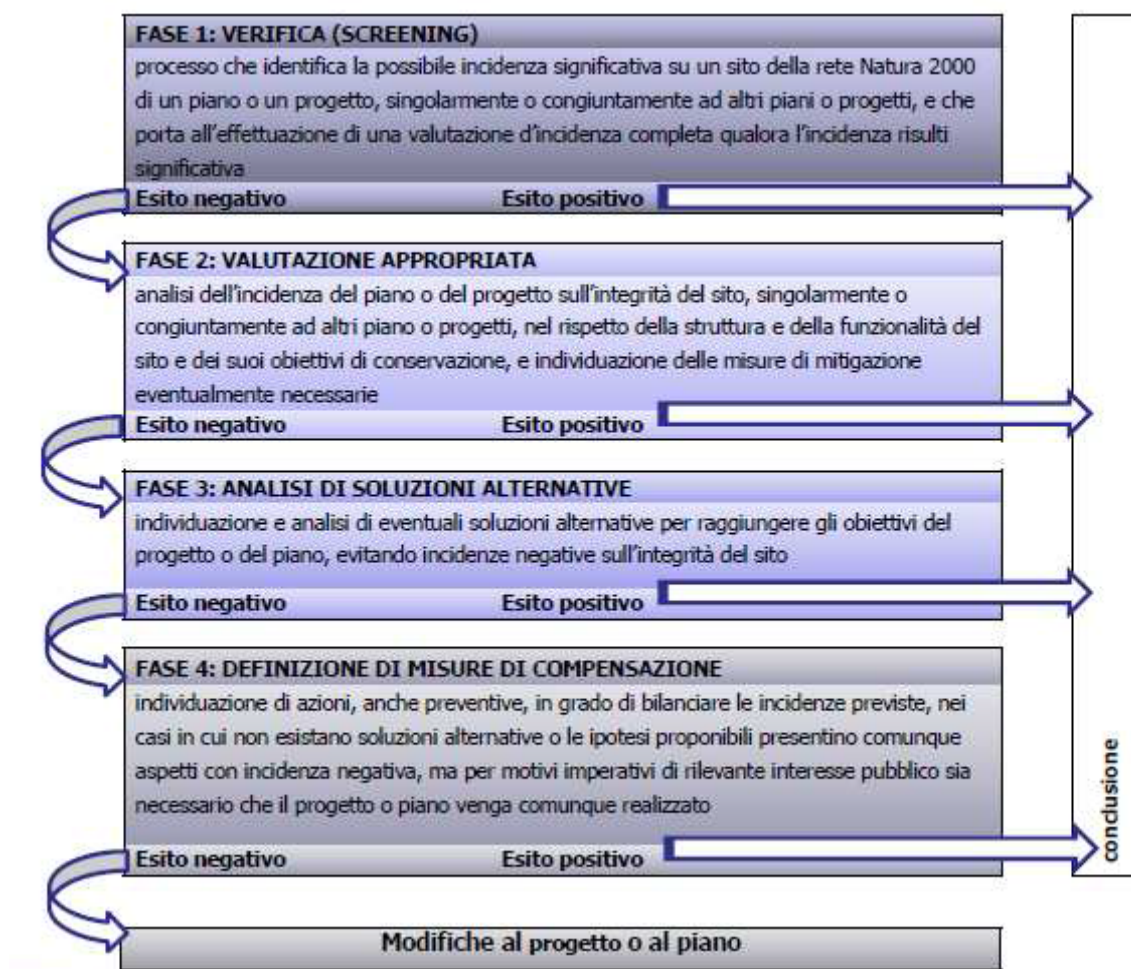 FASE 1: VERIFICA (SCREENING)
processo che identifica la possibile incidenza significativa su un sito della rete Natura 2000
di un piano o un progetto, singolarmente o congiuntamente ad altri piani o progetti, e che
porta all'effettuazione di una valutazione d'incidenza completa qualora l'incidenza risulti
significativa
Esito negativo Esito positivo
FASE 2: VALUTAZIONE APPROPRIATA
analisi dell'incidenza del piano o del progetto sull'integrità del sito, singolarmente o
congiuntamente ad altri piano o progetti, nel rispetto della struttura e della funzionalità del
sito e dei suoi obiettivi di conservazione, e individuazione delle misure di mitigazione
eventualmente necessarie
Esito negativo Esito positivo
FASE 3: ANALISI DI SOLUZIONI ALTERNATIVE
individuazione e analisi di eventuali soluzioni alternative per raggiungere gli obiettivi del
progetto o del piano, evitando incidenze negative sull'integrità del sito
Esito negativo Esito positivo
FASE 4: DEFINIZIONE DI MISURE DI COMPENSAZIONE
individuazione di azioni, anche preventive, in grado di bilanciare le incidenze previste, nei
casi in cui non esistano soluzioni alternative o le ipotesi proponibili presentino comunque
aspetti con incidenza negativa, ma per motivi imperativi di rilevante interesse pubblico sia
necessario che il progetto o piano venga comunque realizzato
Esito negativo Esito positivo
Modifiche al progetto o al piano
conclusione